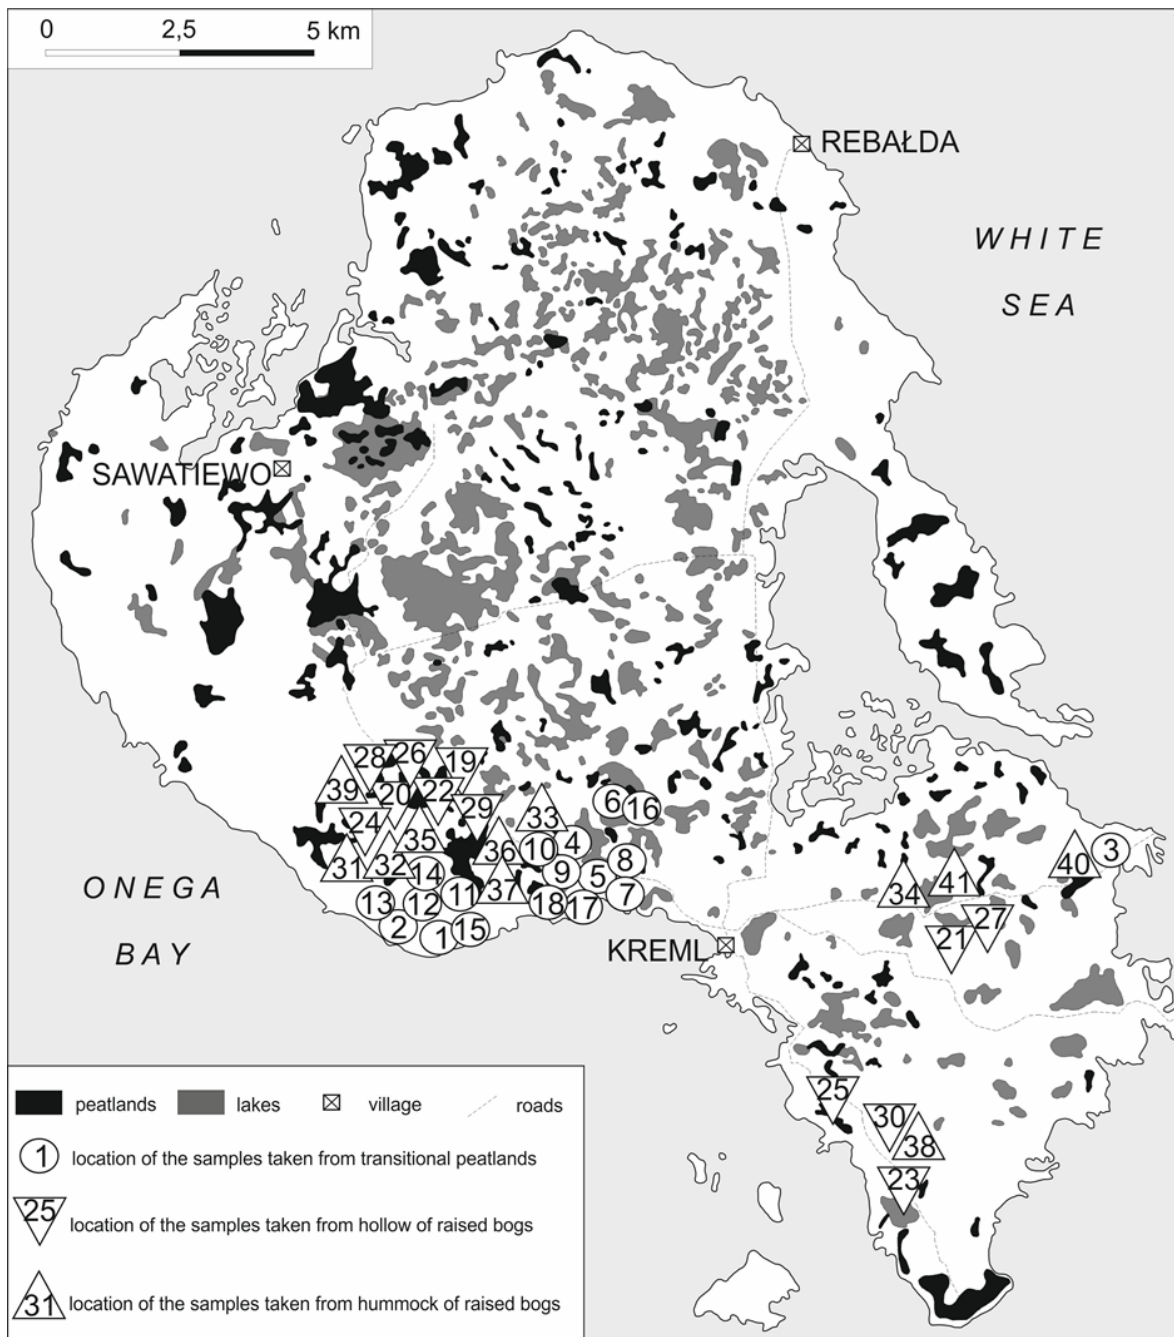 0 2,5 5 km
REBAŁDA
WHITE
SEA
SAWATIEWO
28 26 19
39 20 22
24 29 33 6 16
35 36 10 4
31 32 14 9 5 8 3
34 41 40
13 12 11 37 18 17 7
2 1 15
21 27
ONEGA
BAY
KREML
25
30
38
23
peatlands lakes village roads
1 location of the samples taken from transitional peatlands
25 location of the samples taken from hollow of raised bogs
31 location of the samples taken from hummock of raised bogs